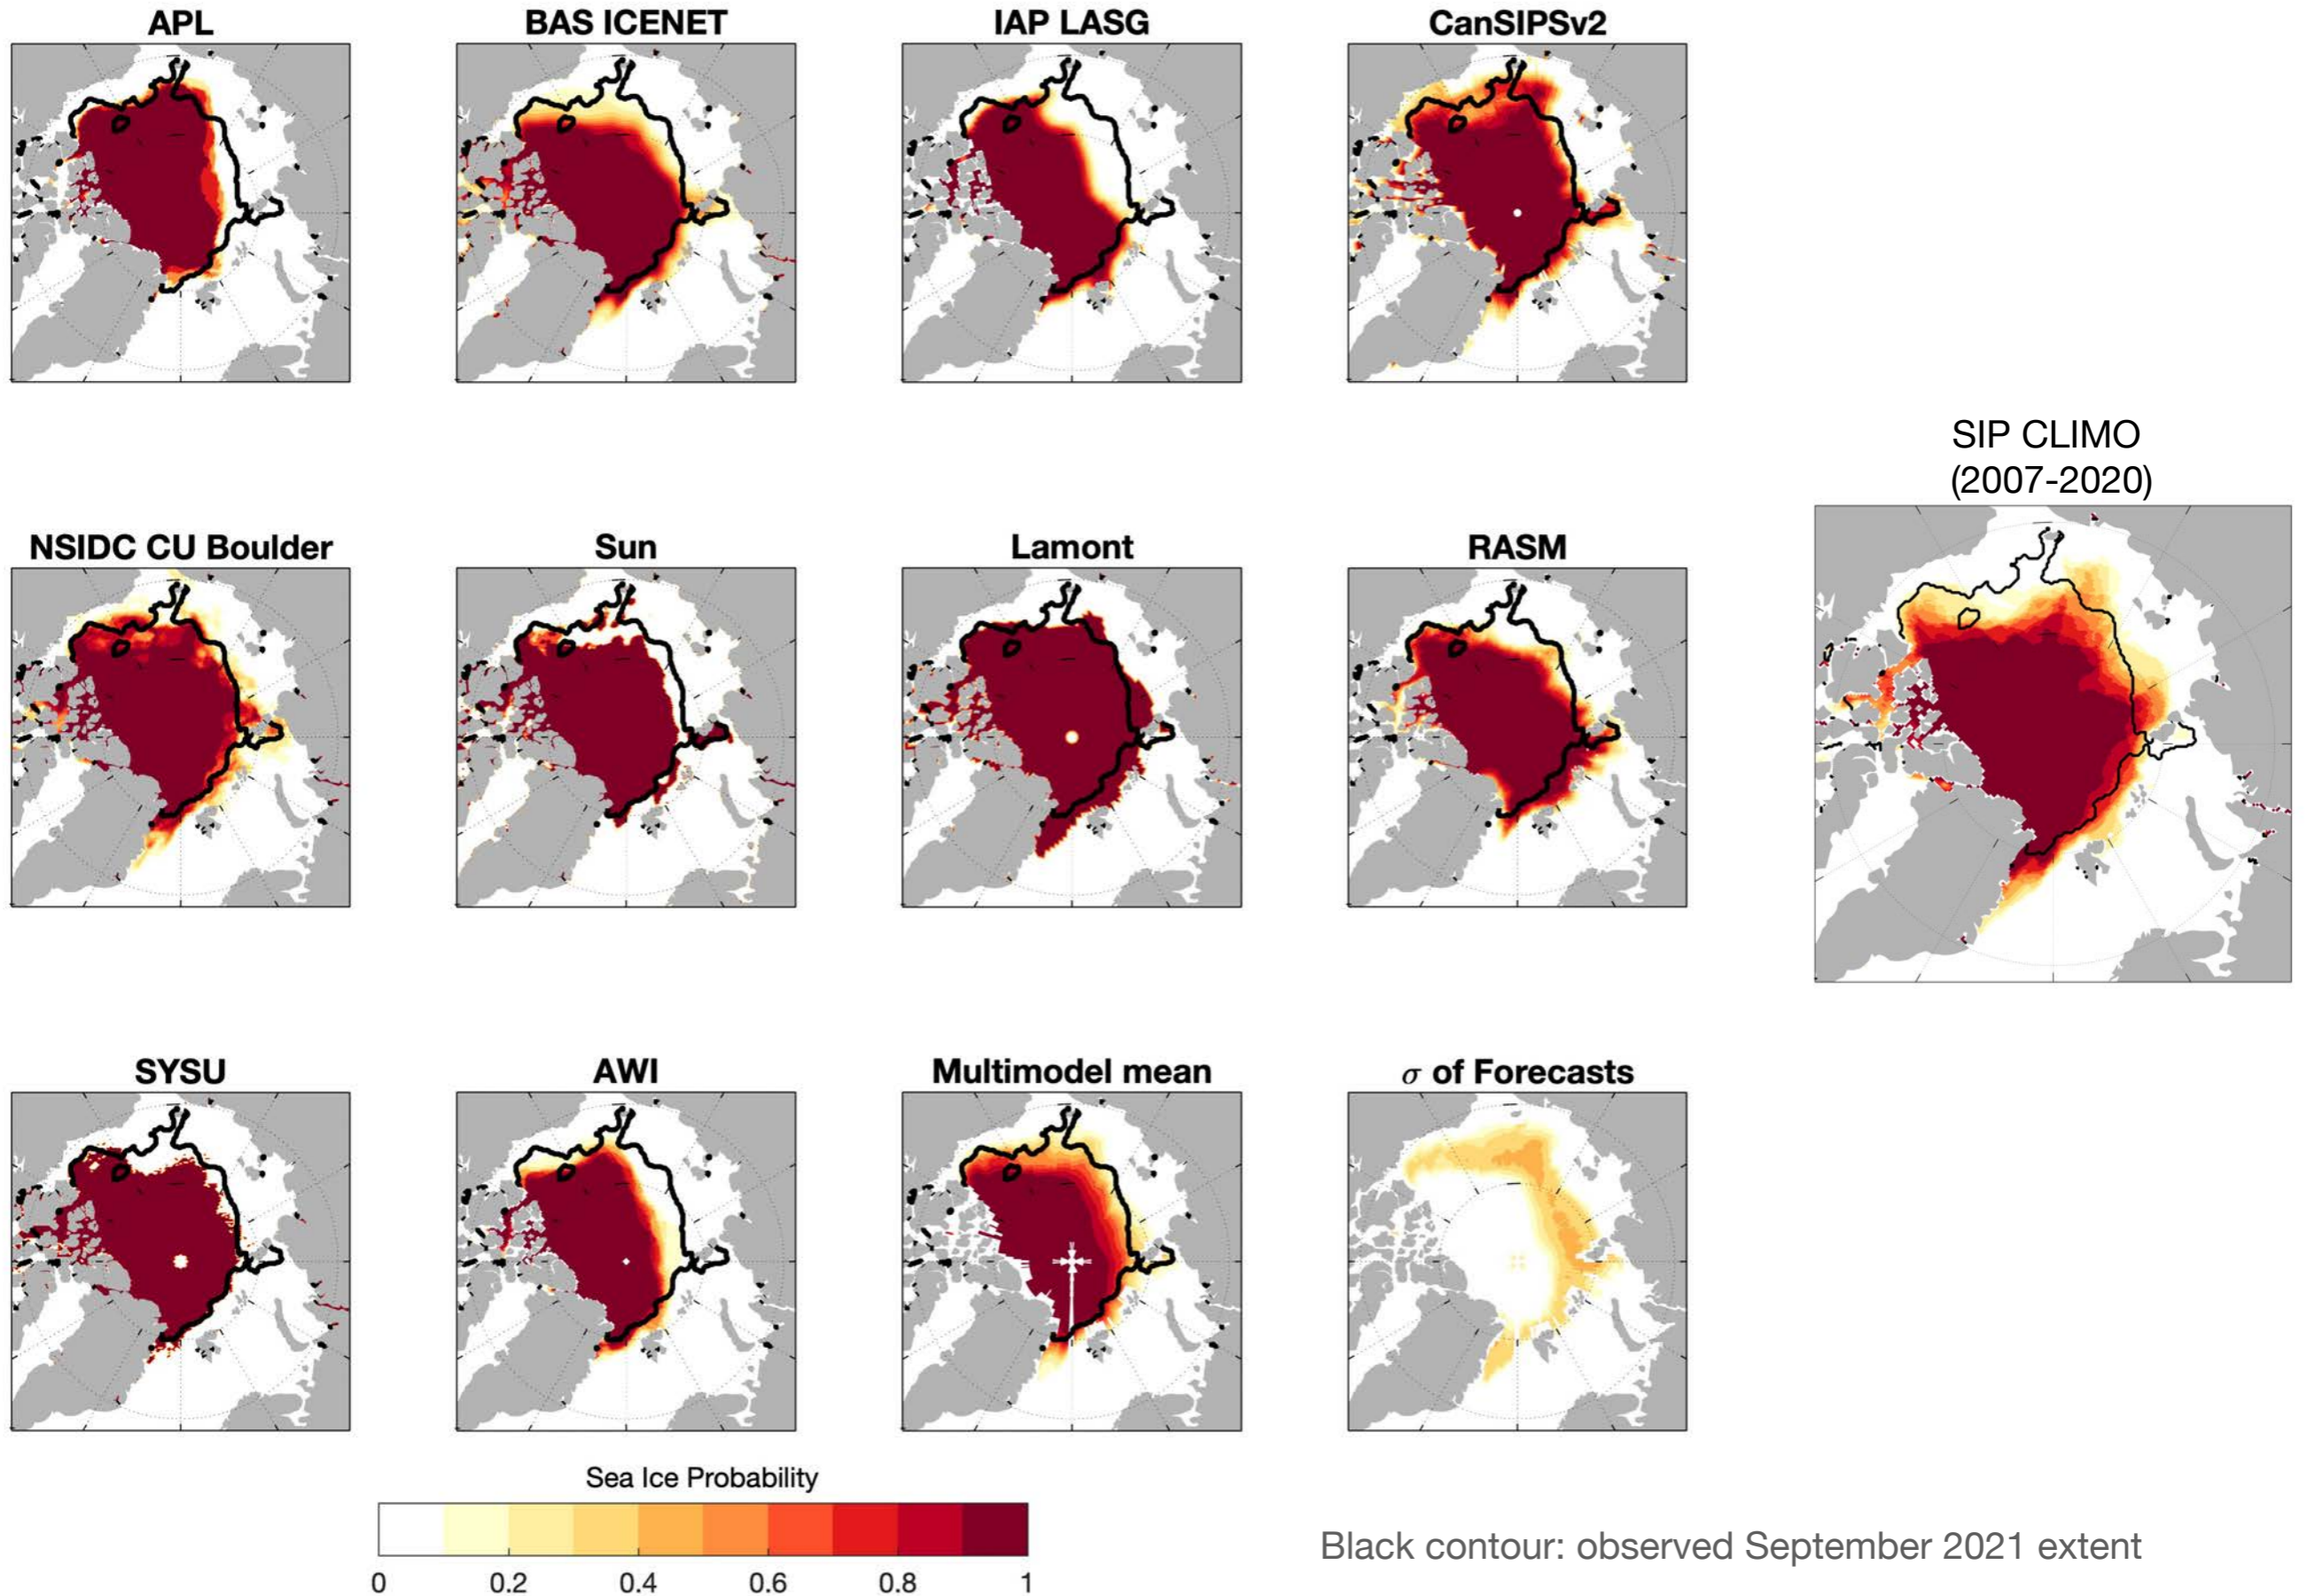 APL
BAS ICENET
IAP LASG
CanSIPSv2
SIP CLIMO
(2007-2020)
NSIDC CU Boulder
Sun
Lamont
RASM
SYSU
AWI
Multimodel mean
σ of Forecasts
Sea Ice Probability
0 0.2 0.4 0.6 0.8 1
Black contour: observed September 2021 extent